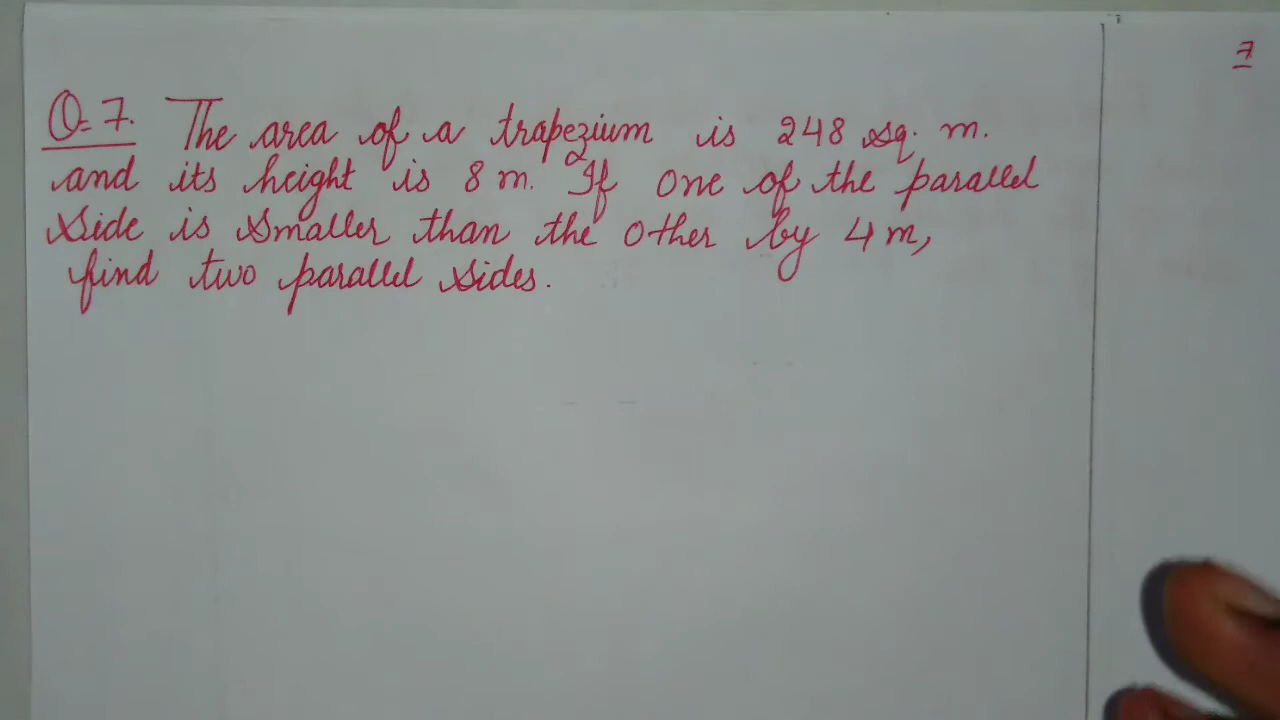 7
Q.7. The area of a trapezium is 248 sq. m.
and its height is 8 m. If one of the parallel
side is smaller than the other by 4 m,
find two parallel sides.